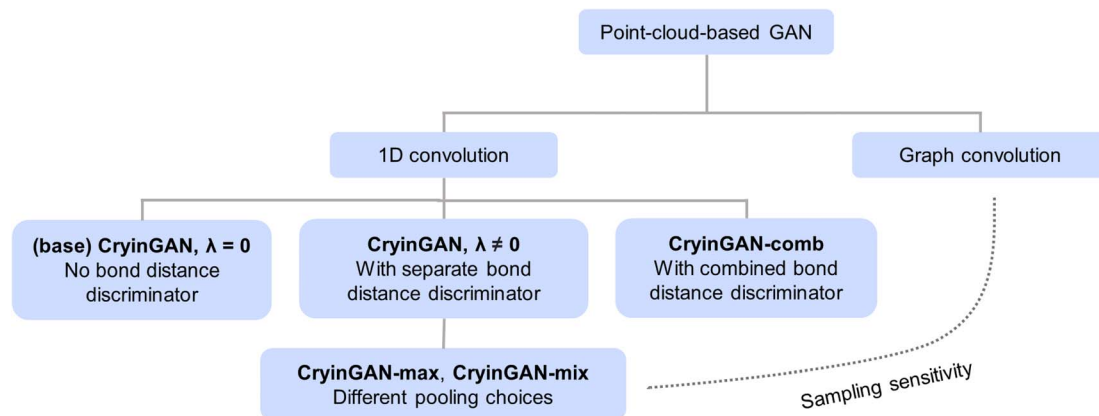 Point-cloud-based GAN
1D convolution
Graph convolution
(base) CryinGAN, λ = 0
No bond distance
discriminator
CryinGAN, λ ≠ 0
With separate bond
distance discriminator
CryinGAN-comb
With combined bond
distance discriminator
CryinGAN-max, CryinGAN-mix
Different pooling choices
Sampling sensitivity